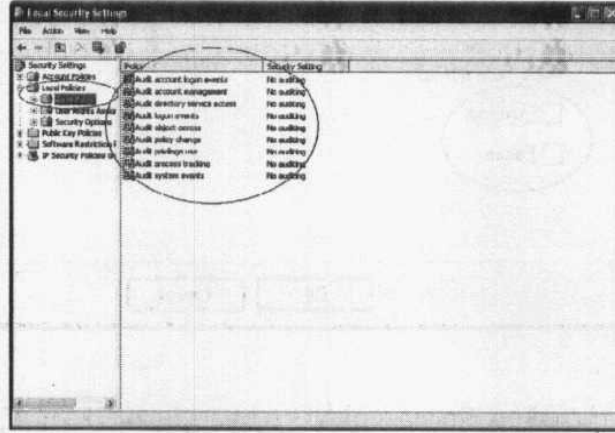 Local Security Settings
File Action View Help
Security Settings
Account Policies
Local Policies
User Rights Assig
Security Options
Public Key Policies
Software Restriction P
IP Security Policies o
Policy
Security Setting
Audit account logon events No auditing
Audit account management No auditing
Audit directory service access No auditing
Audit logon events No auditing
Audit object access No auditing
Audit policy change No auditing
Audit privilege use No auditing
Audit process tracking No auditing
Audit system events No auditing